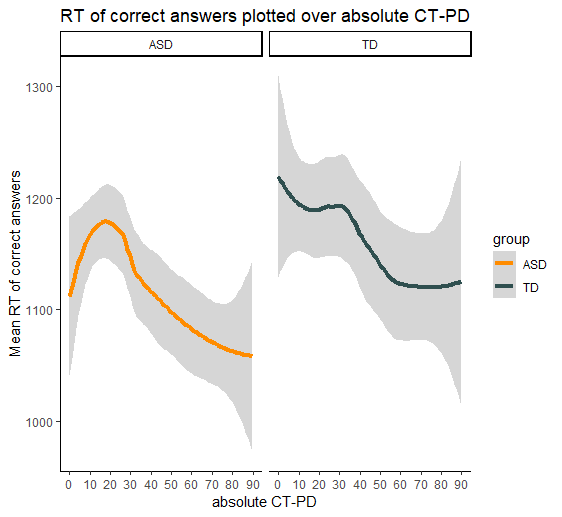 RT of correct answers plotted over absolute CT-PD
ASD TD
1300
1200
1100
1000
Mean RT of correct answers
0 10 20 30 40 50 60 70 80 90 0 10 20 30 40 50 60 70 80 90
absolute CT-PD
group
ASD
TD